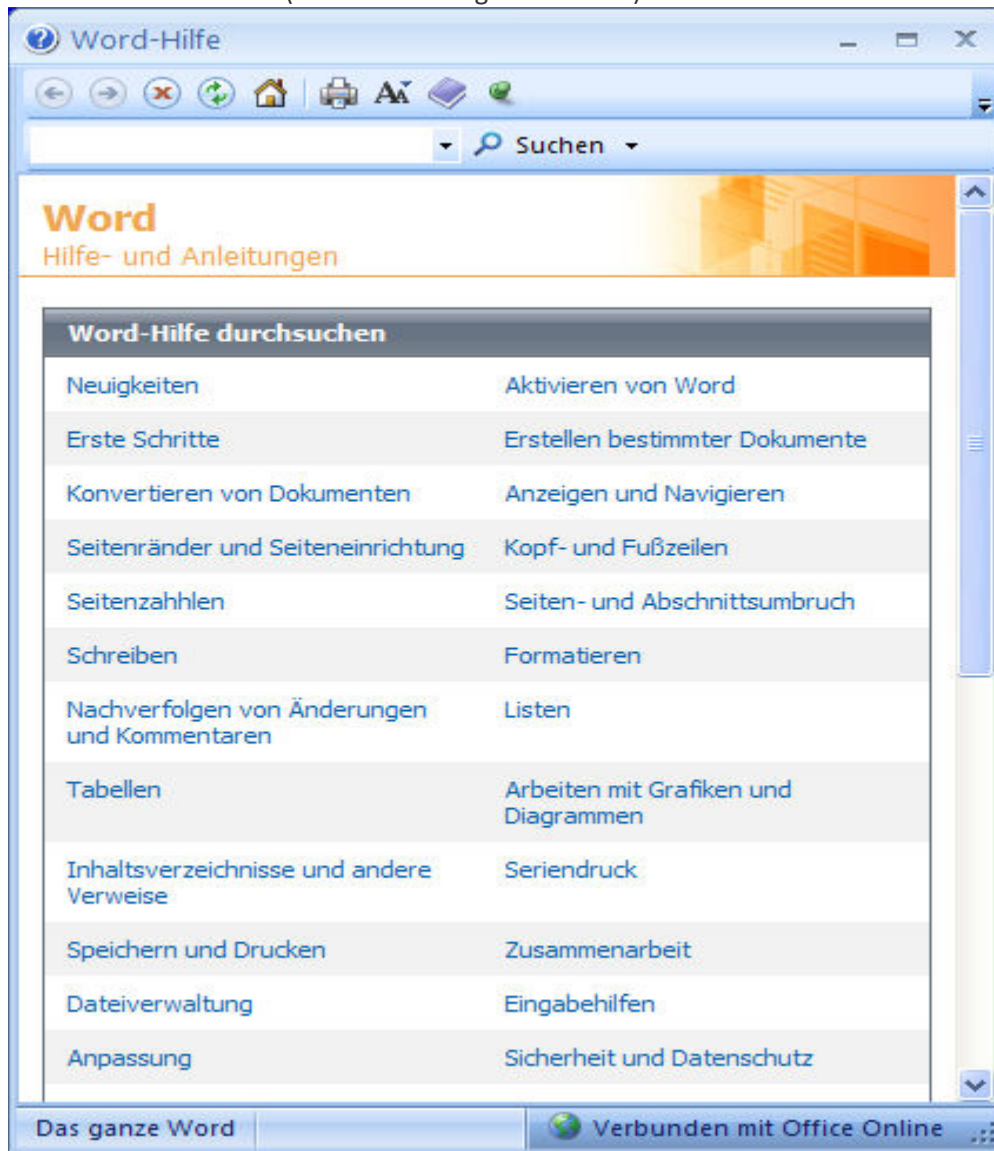 Word-Hilfe
Suchen
Word
Hilfe- und Anleitungen
Word-Hilfe durchsuchen
Neuigkeiten Aktivieren von Word
Erste Schritte Erstellen bestimmter Dokumente
Konvertieren von Dokumenten Anzeigen und Navigieren
Seitenränder und Seiteneinrichtung Kopf- und Fußzeilen
Seitenzahhlen Seiten- und Abschnittsumbruch
Schreiben Formatieren
Nachverfolgen von Änderungen Listen
und Kommentaren
Tabellen Arbeiten mit Grafiken und
Diagrammen
Inhaltsverzeichnisse und andere Seriendruck
Verweise
Speichern und Drucken Zusammenarbeit
Dateiverwaltung Eingabehilfen
Anpassung Sicherheit und Datenschutz
Das ganze Word Verbunden mit Office Online